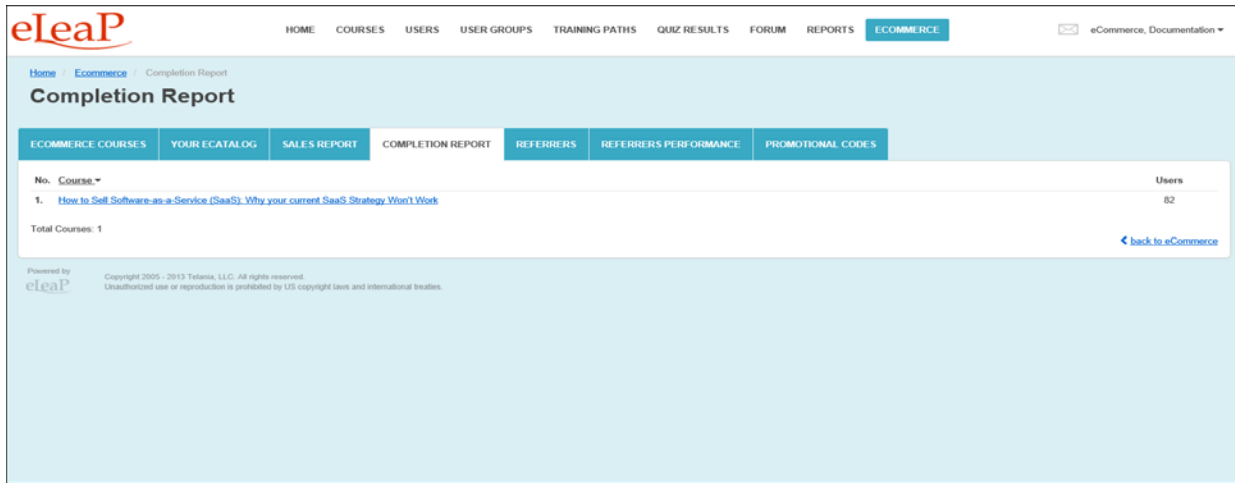 eLeaP
HOME COURSES USERS USER GROUPS TRAINING PATHS QUIZ RESULTS FORUM REPORTS ECOMMERCE eCommerce, Documentation
Home / Ecommerce / Completion Report
Completion Report
ECOMMERCE COURSES YOUR ECATALOG SALES REPORT COMPLETION REPORT REFERRERS REFERRERS PERFORMANCE PROMOTIONAL CODES
No. Course Users
1. How to Sell Software-as-a-Service (SaaS): Why your current SaaS Strategy Won't Work 82
Total Courses: 1
back to eCommerce
Powered by
eLeaP
Copyright 2005 - 2013 Telania, LLC. All rights reserved.
Unauthorized use or reproduction is prohibited by US copyright laws and international treaties.